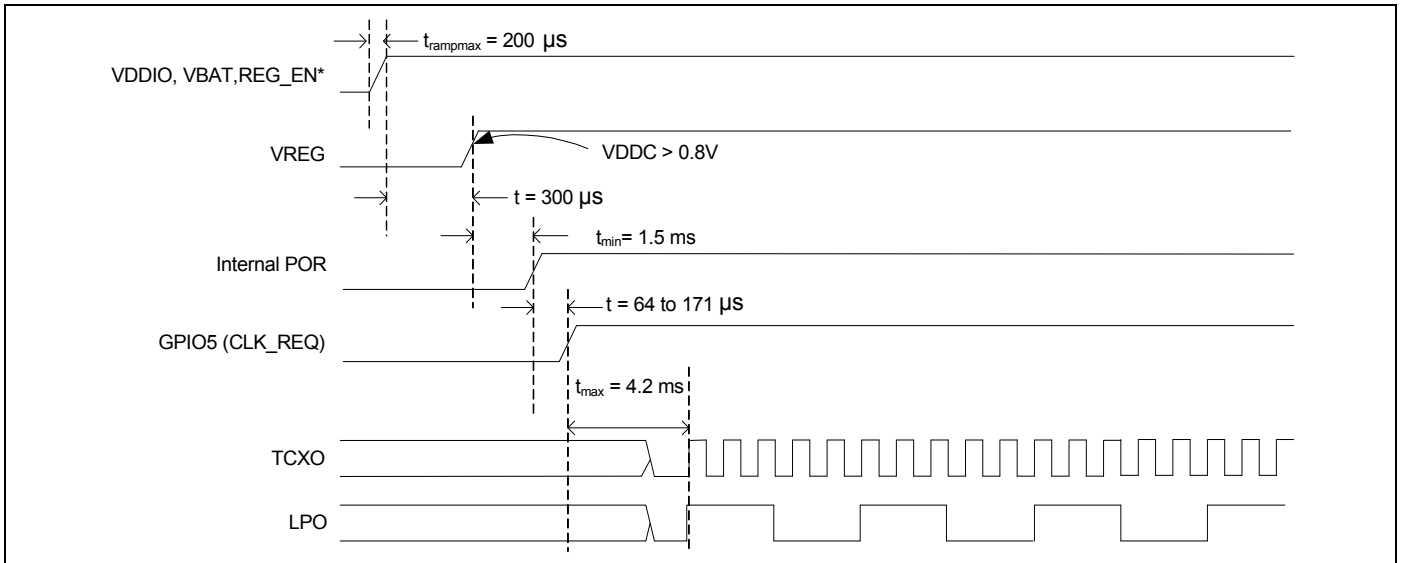 t_rampmax = 200 µs
VDDIO, VBAT,REG_EN*
VREG
VDDC > 0.8V
t = 300 µs
t_min= 1.5 ms
Internal POR
t = 64 to 171 µs
GPIO5 (CLK_REQ)
t_max = 4.2 ms
TCXO
LPO